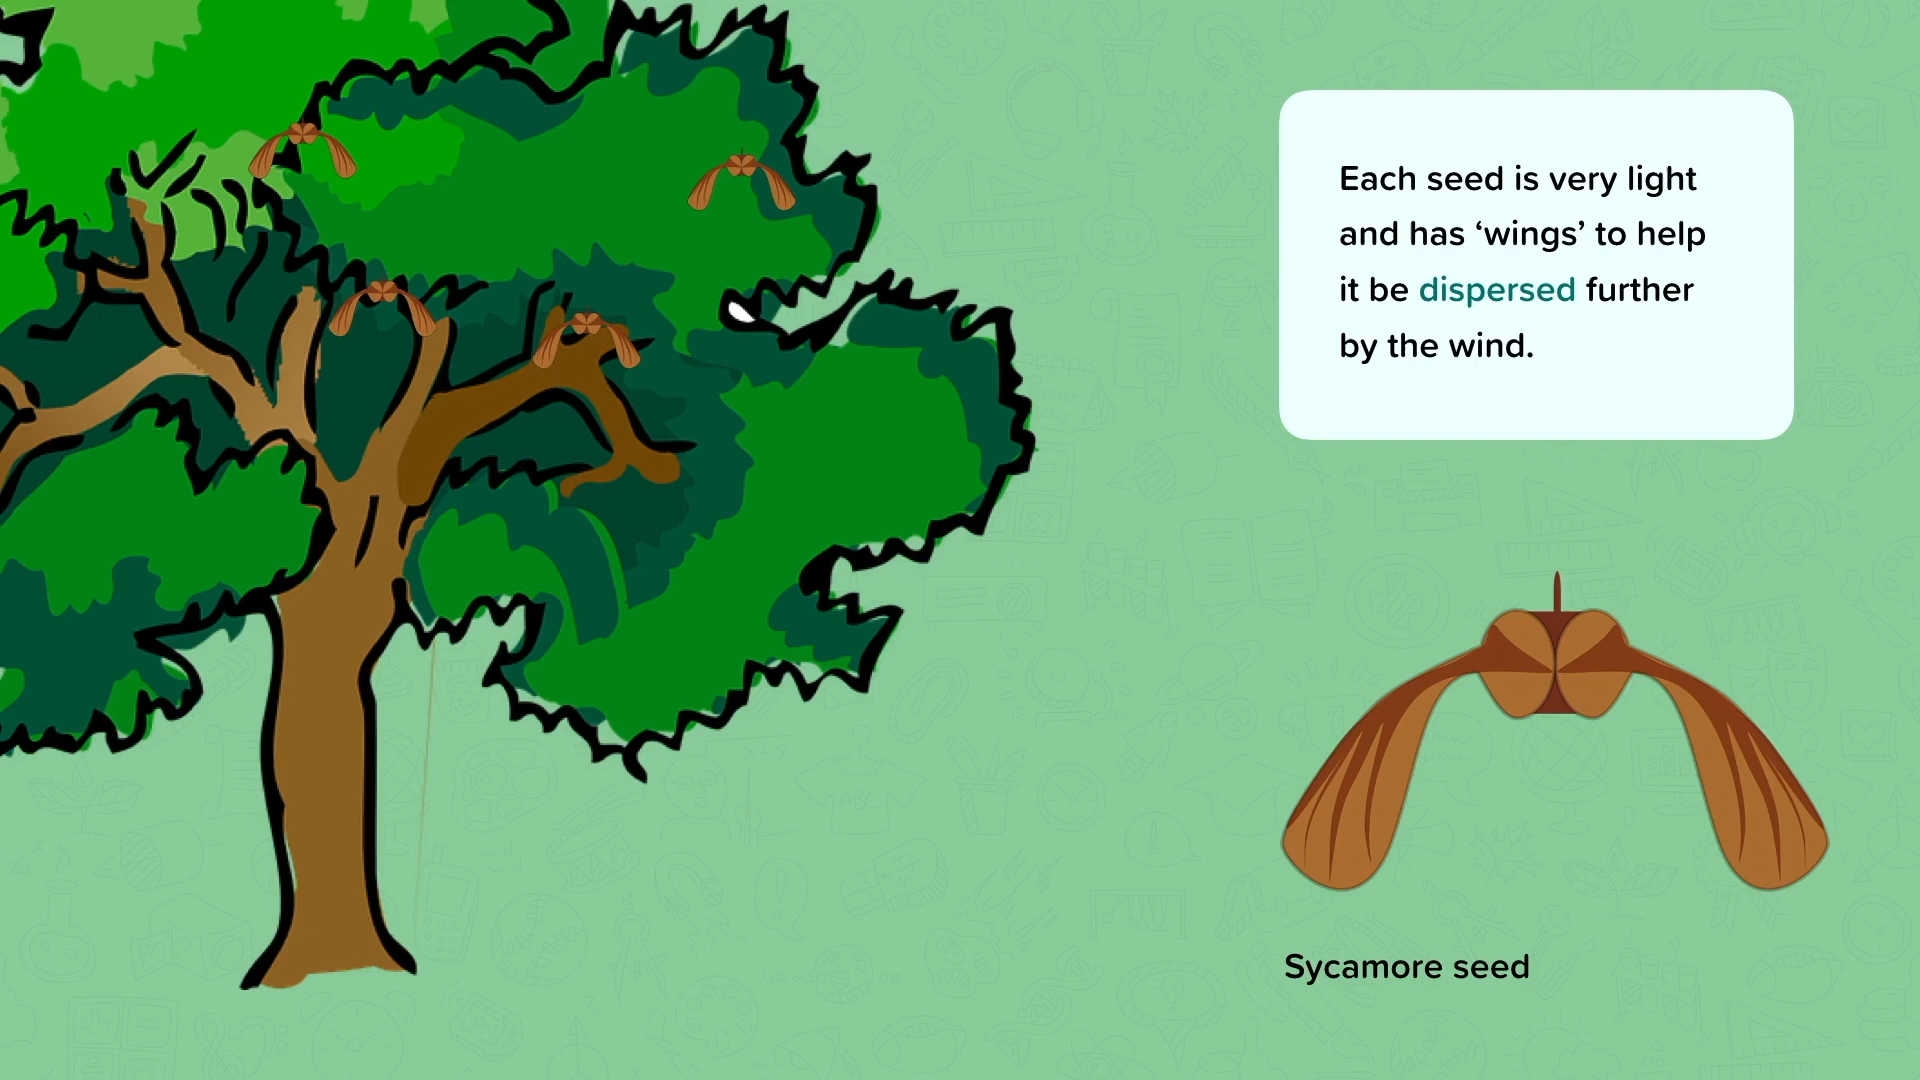 Each seed is very light
and has ‘wings’ to help
it be dispersed further
by the wind.
Sycamore seed